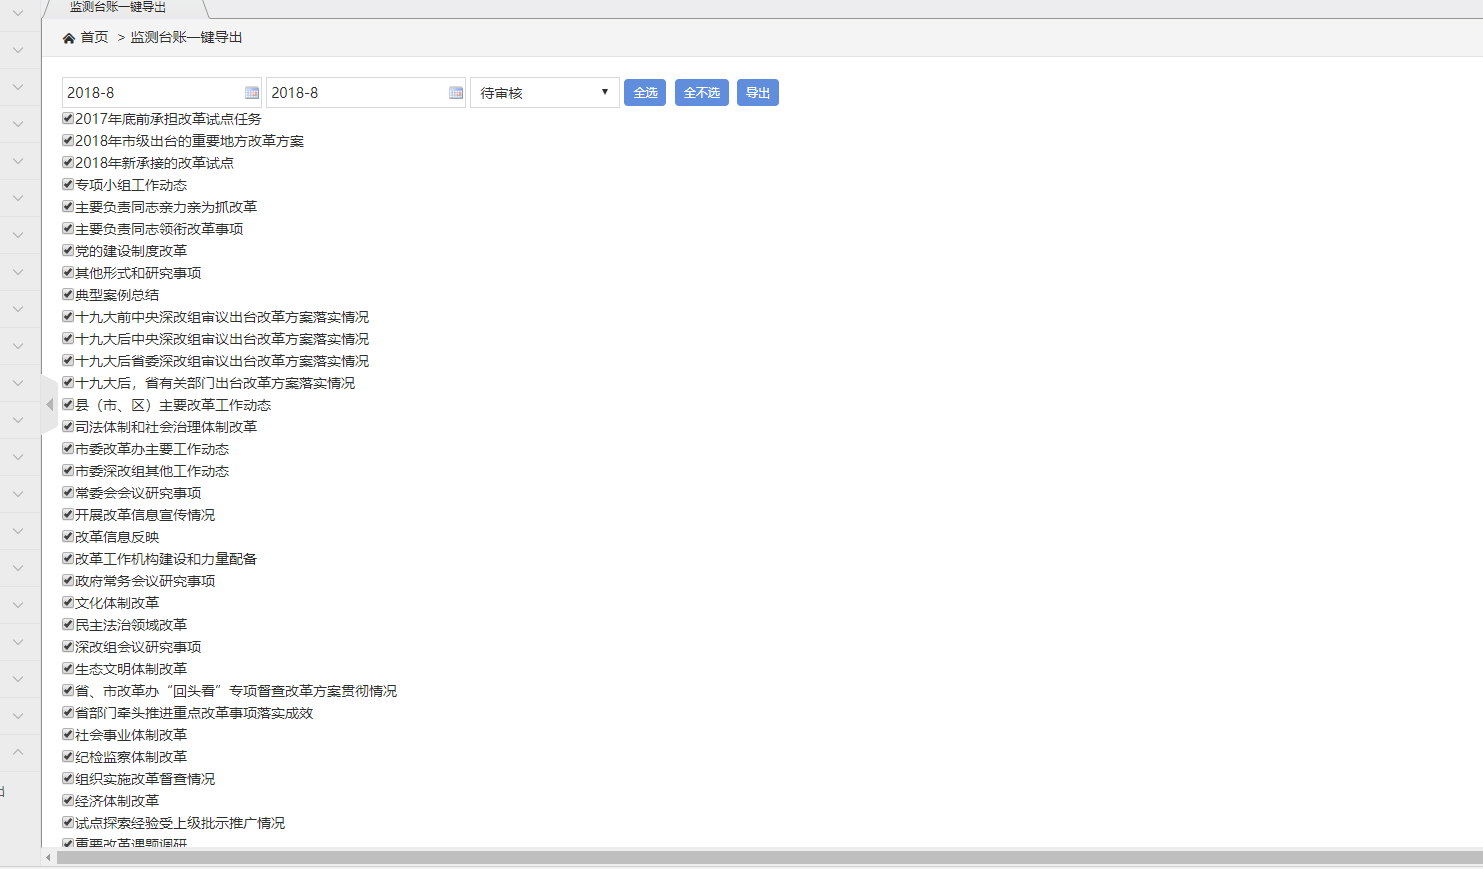 监测台账一键导出
首页 > 监测台账一键导出
2018-8 2018-8 待审核 全选 全不选 导出
2017年底前承担改革试点任务
2018年市级出台的重要地方改革方案
2018年新承接的改革试点
专项小组工作动态
主要负责同志亲力亲为抓改革
主要负责同志领衔改革事项
党的建设制度改革
其他形式和研究事项
典型案例总结
十九大前中央深改组审议出台改革方案落实情况
十九大后中央深改组审议出台改革方案落实情况
十九大后省委深改组审议出台改革方案落实情况
十九大后，省有关部门出台改革方案落实情况
县（市、区）主要改革工作动态
司法体制和社会治理体制改革
市委改革办主要工作动态
市委深改组其他工作动态
常委会会议研究事项
开展改革信息宣传情况
改革信息反映
改革工作机构建设和力量配备
政府常务会议研究事项
文化体制改革
民主法治领域改革
深改组会议研究事项
生态文明体制改革
省、市改革办“回头看”专项督查改革方案贯彻情况
省部门牵头推进重点改革事项落实成效
社会事业体制改革
纪检监察体制改革
组织实施改革督查情况
经济体制改革
试点探索经验受上级批示推广情况
重要改革课题调研